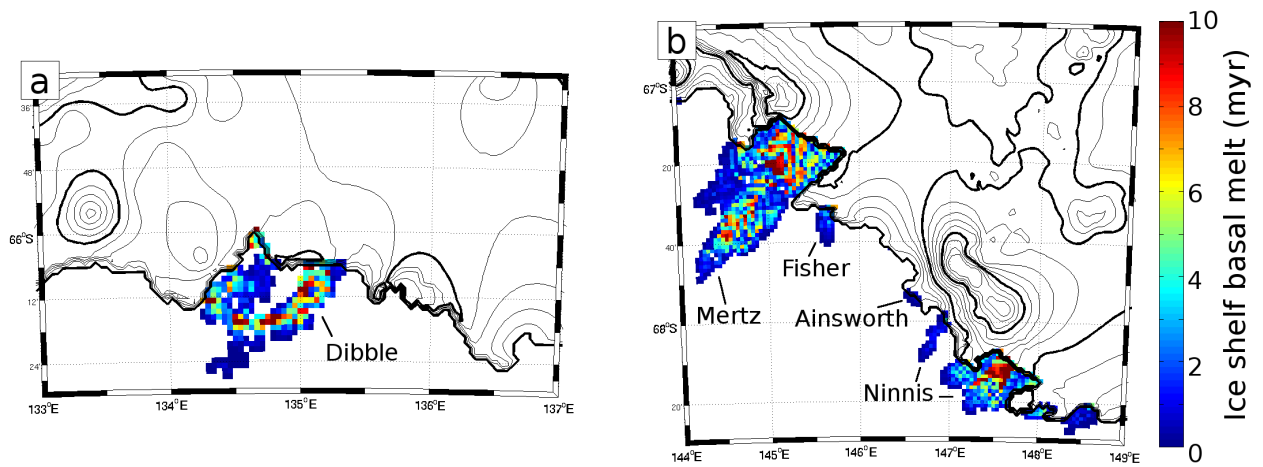 a
36'
48'
66°S
12'
24'
133°E
134°E
135°E
136°E
137°E
Dibble
b
67°S
20'
40'
68°S
20'
144°E
145°E
146°E
147°E
148°E
149°E
Fisher
Mertz
Ainsworth
Ninnis
10
8
6
4
2
0
Ice shelf basal melt (myr)